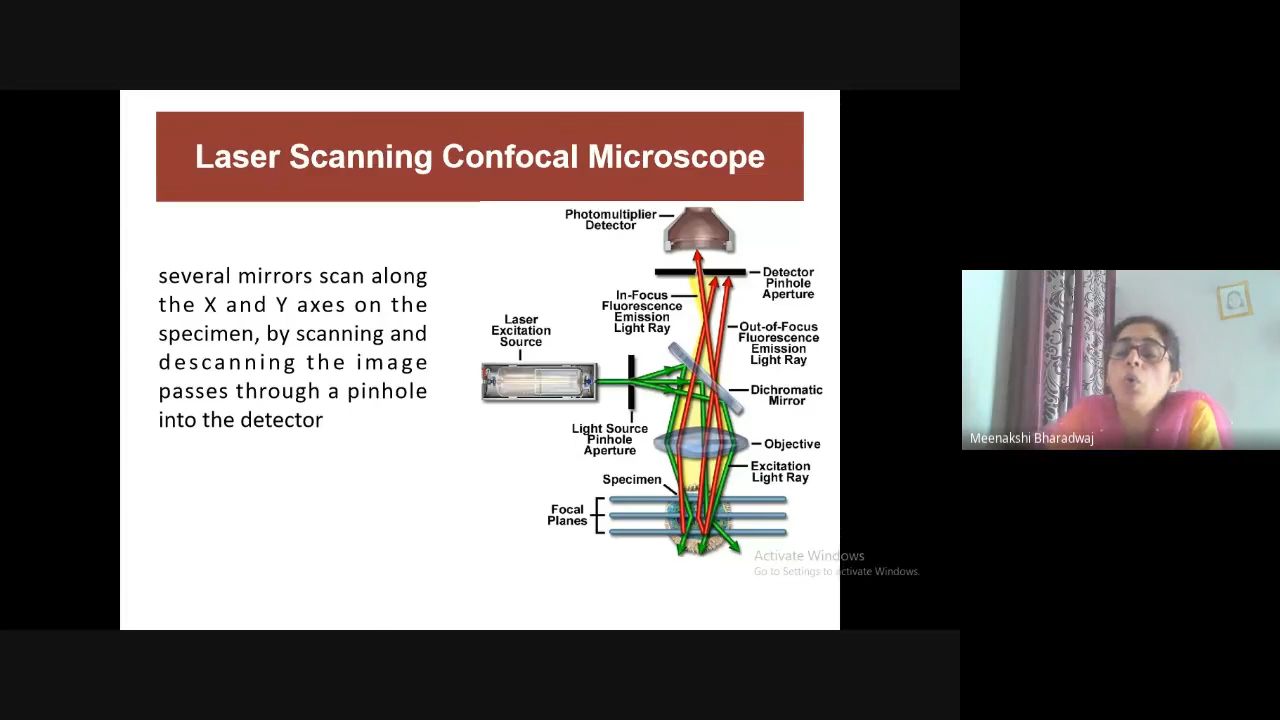 Laser Scanning Confocal Microscope
several mirrors scan along
the X and Y axes on the
specimen, by scanning and
descanning the image
passes through a pinhole
into the detector
Photomultiplier
Detector
Detector
Pinhole
Aperture
In-Focus
Fluorescence
Emission
Light Ray
Out-of-Focus
Fluorescence
Emission
Light Ray
Laser
Excitation
Source
Dichromatic
Mirror
Light Source
Pinhole
Aperture
Objective
Excitation
Light Ray
Specimen
Focal
Planes
Activate Windows
Go to Settings to activate Windows.
Meenakshi Bharadwaj